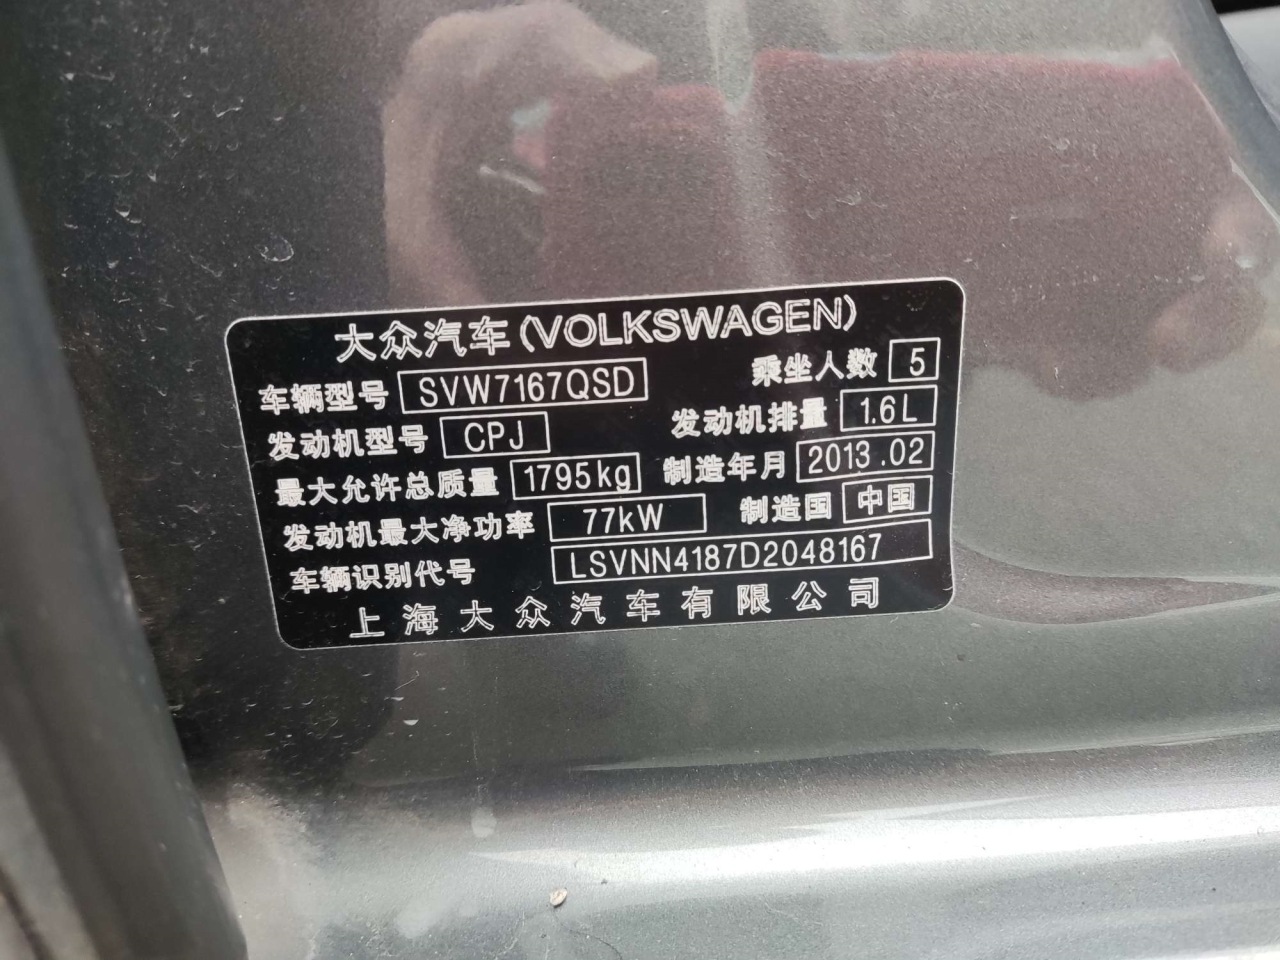 大众汽车(VOLKSWAGEN)
车辆型号 SVW7167QSD 乘坐人数 5
发动机型号 CPJ 发动机排量 1.6L
最大允许总质量 1795kg 制造年月 2013.02
发动机最大净功率 77kW 制造国 中国
车辆识别代号 LSVNN4187D2048167
上海大众汽车有限公司